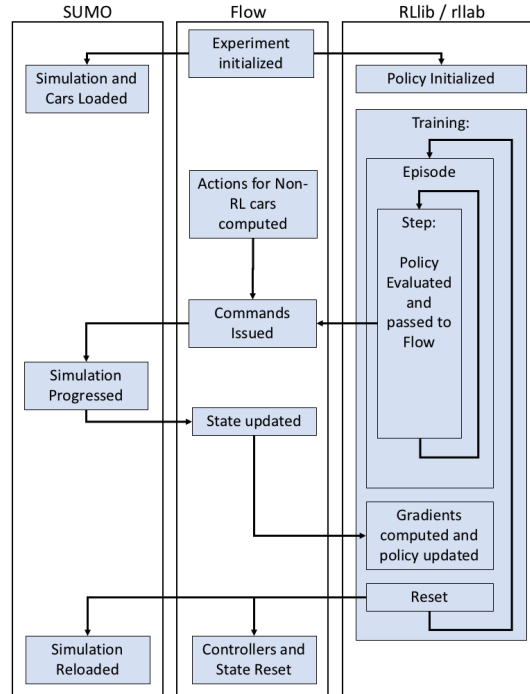 SUMO
Flow
RLlib / rllab
Experiment
initialized
Simulation and
Cars Loaded
Policy Initialized
Training:
Episode
Actions for Non-
RL cars
computed
Step:
Policy
Evaluated
and
passed to
Flow
Commands
Issued
Simulation
Progressed
State updated
Gradients
computed and
policy updated
Reset
Simulation
Reloaded
Controllers and
State Reset